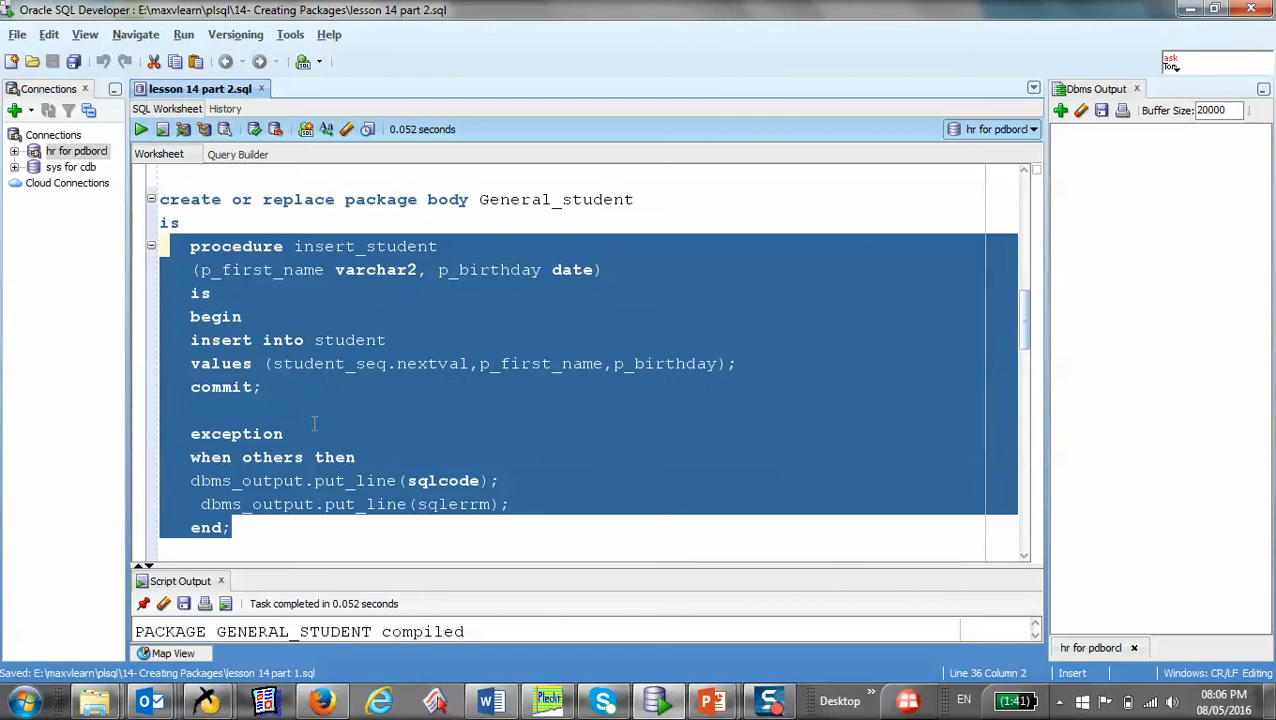 Oracle SQL Developer : E:\maxvlearn\plsql\14- Creating Packages\lesson 14 part 2.sql
File Edit View Navigate Run Versioning Tools Help
ask
Tom
Connections
lesson 14 part 2.sql
Dbms Output
SQL Worksheet History
Buffer Size: 20000
0.052 seconds
hr for pdborcl
Connections
hr for pdborcl
sys for cdb
Cloud Connections
Worksheet Query Builder
create or replace package body General_student
is
procedure insert_student
(p_first_name varchar2, p_birthday date)
is
begin
insert into student
values (student_seq.nextval,p_first_name,p_birthday);
commit;
exception
when others then
dbms_output.put_line(sqlcode);
dbms_output.put_line(sqlerrm);
end;
Script Output
Task completed in 0.052 seconds
PACKAGE GENERAL_STUDENT compiled
Map View
hr for pdborcl
Saved: E:\maxvlearn\plsql\14- Creating Packages\lesson 14 part 1.sql
Line 36 Column 2 Insert Windows: CR/LF Editing
Desktop EN (1:41) 08:06 PM
08/05/2016